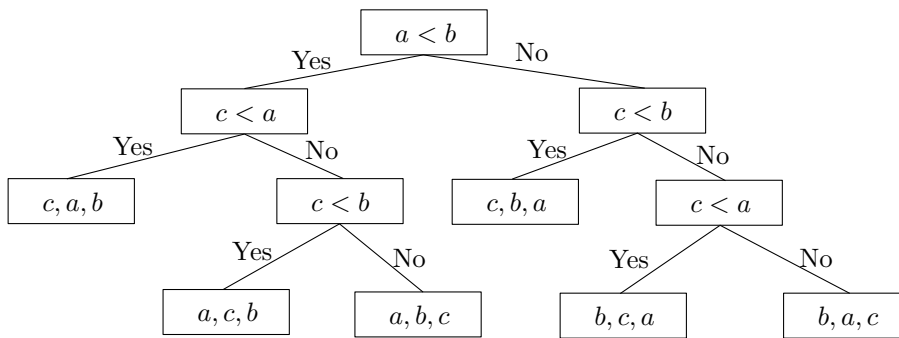 a < b
Yes No
c < a c < b
Yes No Yes No
c, a, b c < b c, b, a c < a
Yes No Yes No
a, c, b a, b, c b, c, a b, a, c